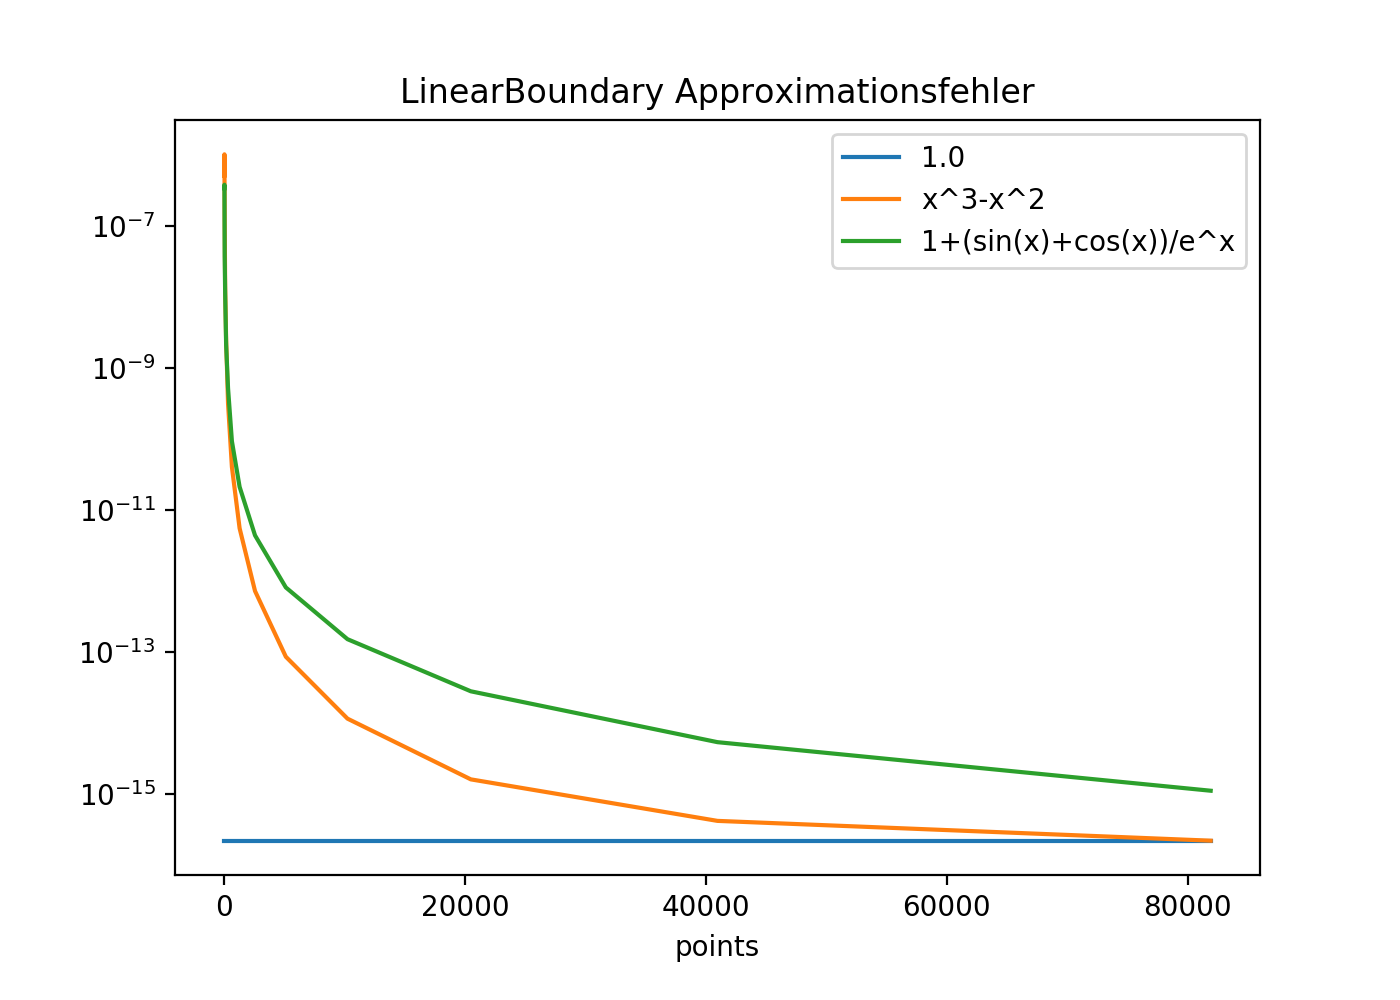 LinearBoundary Approximationsfehler
1.0
x^3-x^2
1+(sin(x)+cos(x))/e^x
10⁻⁷
10⁻⁹
10⁻¹¹
10⁻¹³
10⁻¹⁵
0 20000 40000 60000 80000
points